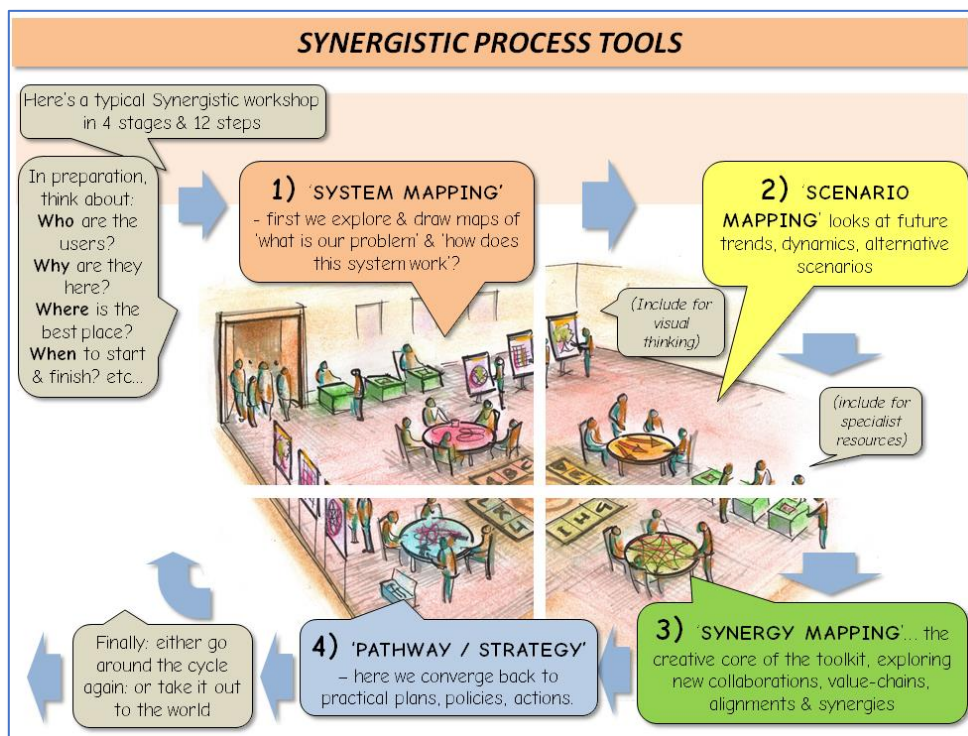 SYNERGISTIC PROCESS TOOLS
Here's a typical Synergistic workshop
in 4 stages & 12 steps
In preparation,
think about:
Who are the
users?
Why are they
here?
Where is the
best place?
When to start
& finish? etc...
1) 'SYSTEM MAPPING'
- first we explore & draw maps of
'what is our problem' & 'how does
this system work'?
2) 'SCENARIO
MAPPING' looks at future
trends, dynamics, alternative
scenarios
(Include for
visual
thinking)
(include for
specialist
resources)
A B C
3) 'SYNERGY MAPPING'... the
creative core of the toolkit, exploring
new collaborations, value-chains,
alignments & synergies
4) 'PATHWAY / STRATEGY'
– here we converge back to
practical plans, policies, actions.
Finally: either go
around the cycle
again: or take it out
to the world